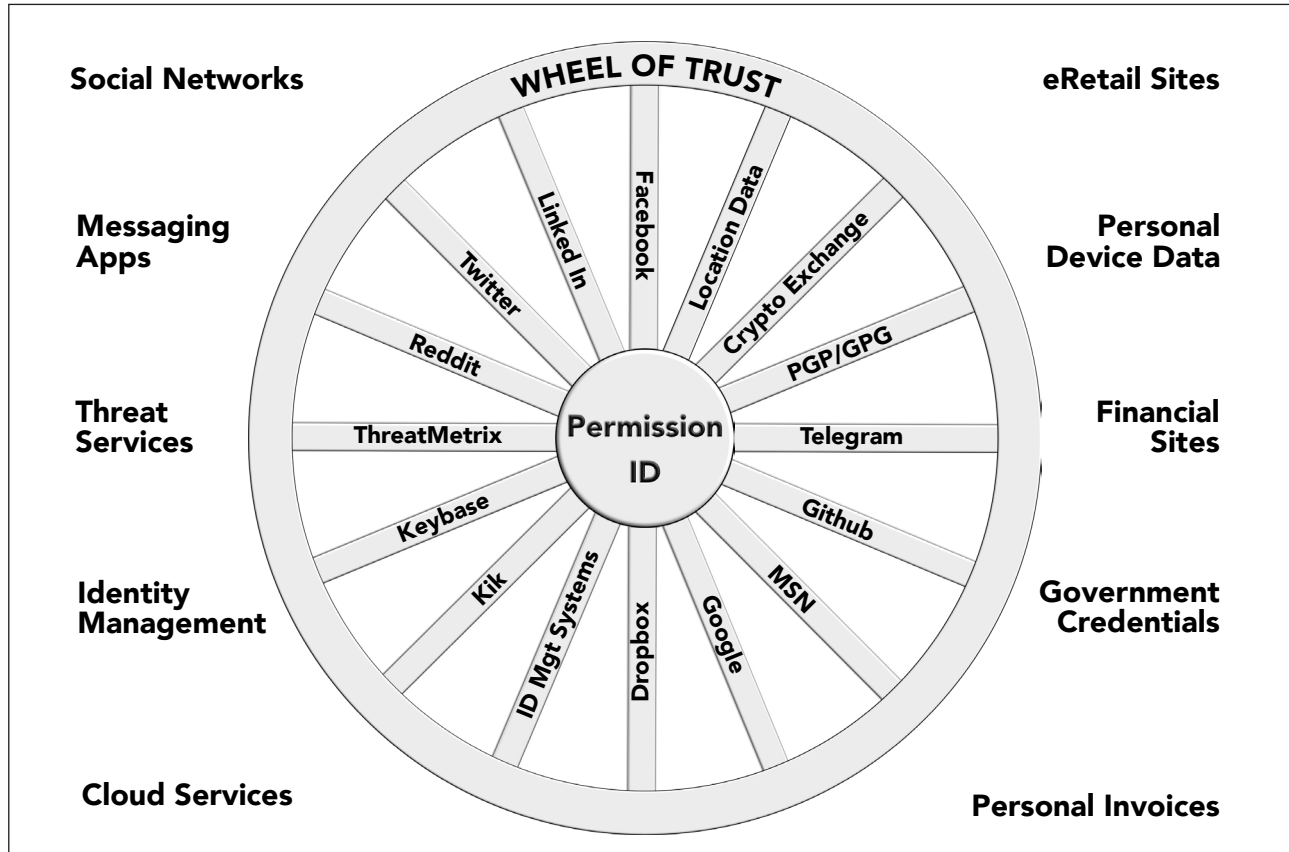 WHEEL OF TRUST
Social Networks
eRetail Sites
Messaging
Apps
Personal
Device Data
Threat
Services
Financial
Sites
Identity
Management
Government
Credentials
Cloud Services
Personal Invoices
Facebook
Location Data
Crypto Exchange
PGP/GPG
Telegram
Github
MSN
Google
Dropbox
ID Mgt Systems
Kik
Keybase
ThreatMetrix
Reddit
Twitter
Linked In
Permission
ID